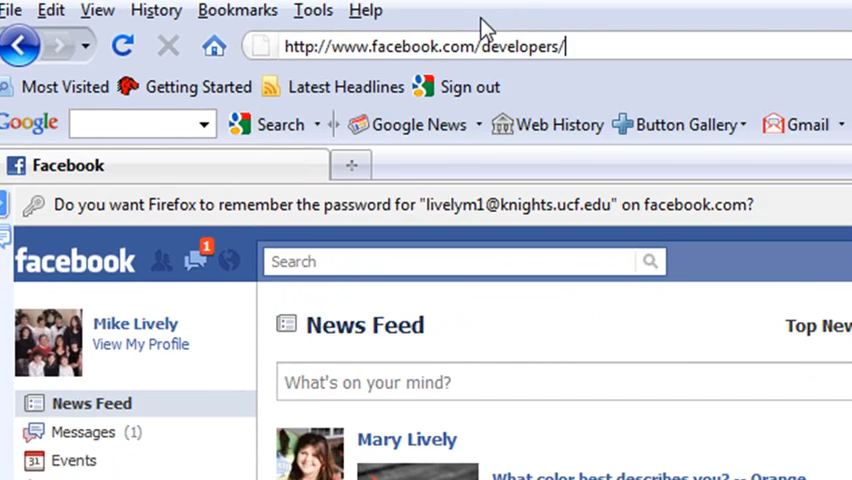 File Edit View History Bookmarks Tools Help
http://www.facebook.com/developers/
Most Visited Getting Started Latest Headlines Sign out
Google Search Google News Web History Button Gallery Gmail
Facebook
Do you want Firefox to remember the password for "livelym1@knights.ucf.edu" on facebook.com?
facebook 1 Search
Mike Lively
View My Profile
News Feed
Messages (1)
31 Events
News Feed
Top New
What's on your mind?
Mary Lively
What color best describes you? -- Orange